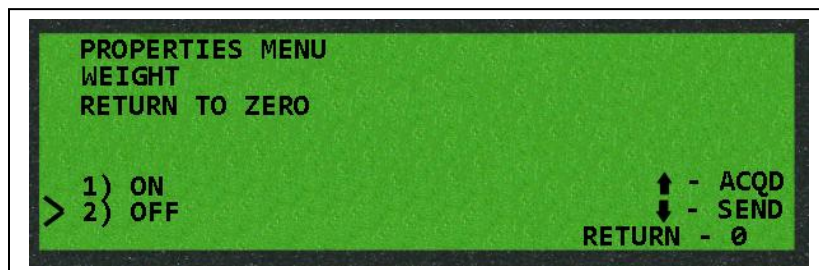 PROPERTIES MENU
WEIGHT
RETURN TO ZERO
1) ON
⬆ - ACQD
> 2) OFF
⬇ - SEND
RETURN - 0